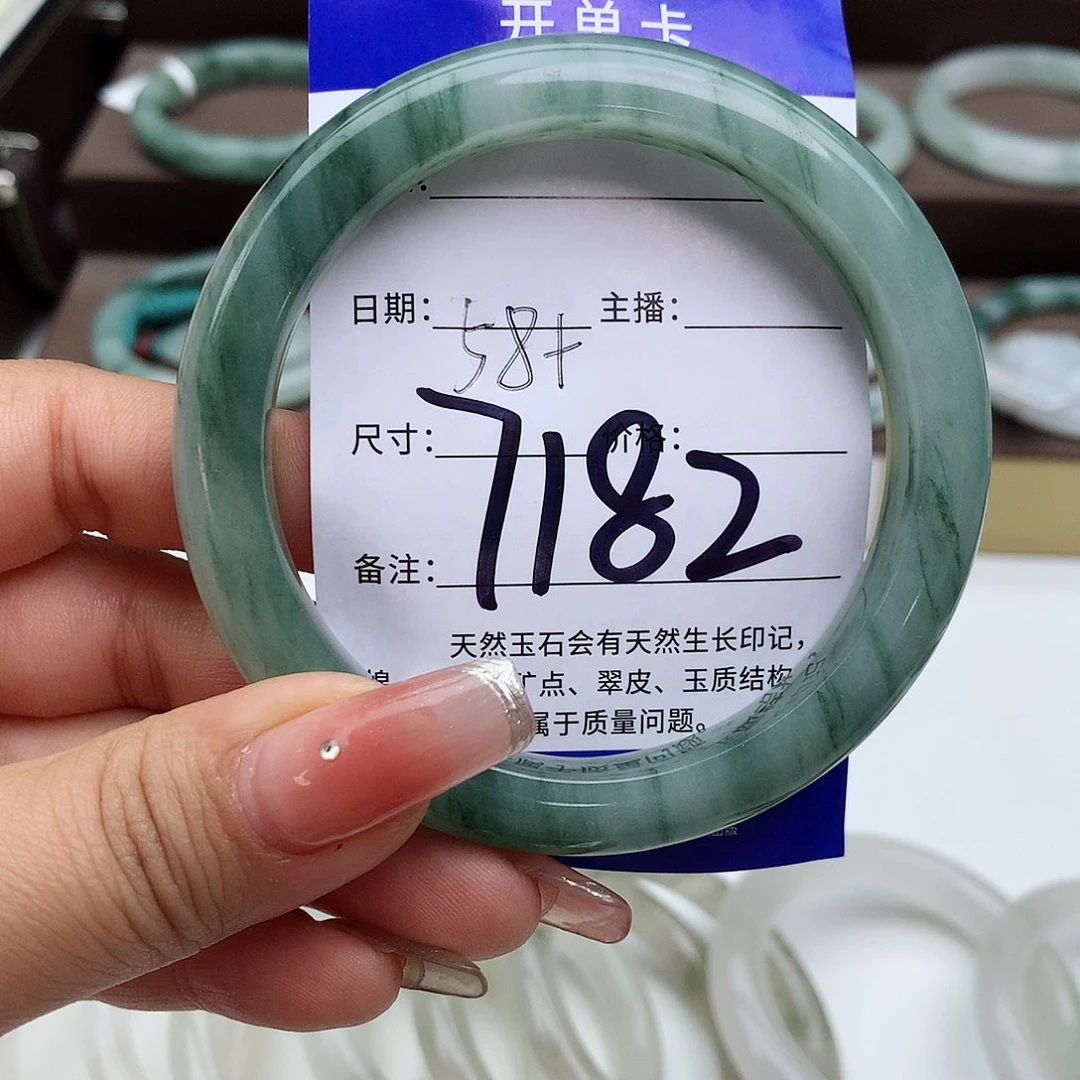 开单卡
日期： 主播：
58+
尺寸： 价格：
7182
备注：
天然玉石会有天然生长印记，
棉 矿点、翠皮、玉质结构
属于质量问题。